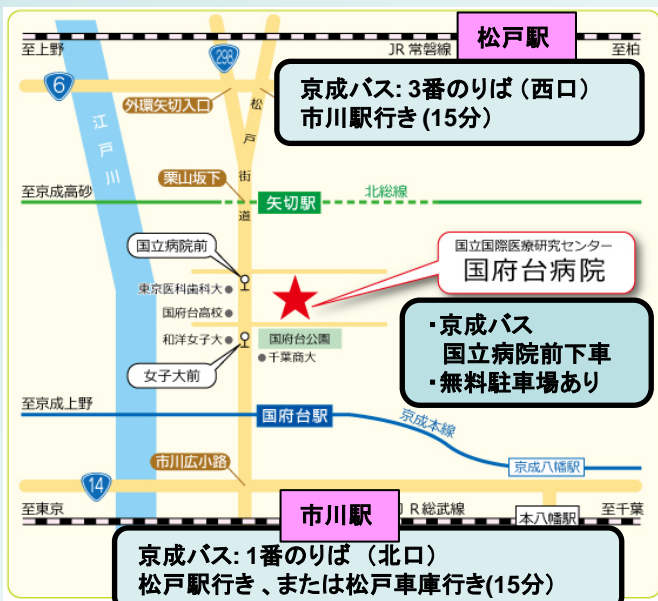 松戸駅
至上野
298
JR 常磐線
至柏
6
京成バス: 3番のりば（西口）
市川駅行き (15分）
外環矢切入口
松戸街道
江戸川
栗山坂下
至京成高砂
矢切駅
北総線
国立病院前
国立国際医療研究センター
国府台病院
東京医科歯科大
国府台高校
和洋女子大
国府台公園
千葉商大
女子大前
・京成バス
国立病院前下車
・無料駐車場あり
至京成上野
国府台駅
京成本線
市川広小路
京成八幡駅
14
至東京
市川駅
J R 総武線
本八幡駅
至千葉
京成バス: 1番のりば （北口）
松戸駅行き 、または松戸車庫行き(15分）